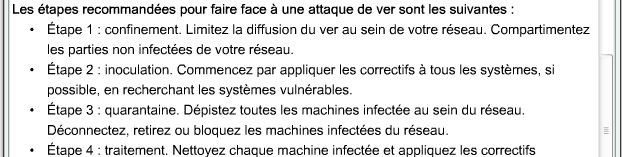 Les étapes recommandées pour faire face à une attaque de ver sont les suivantes :
• Étape 1 : confinement. Limitez la diffusion du ver au sein de votre réseau. Compartimentez
les parties non infectées de votre réseau.
• Étape 2 : inoculation. Commencez par appliquer les correctifs à tous les systèmes, si
possible, en recherchant les systèmes vulnérables.
• Étape 3 : quarantaine. Dépistez toutes les machines infectée au sein du réseau.
Déconnectez, retirez ou bloquez les machines infectées du réseau.
• Étape 4 : traitement. Nettoyez chaque machine infectée et appliquez les correctifs